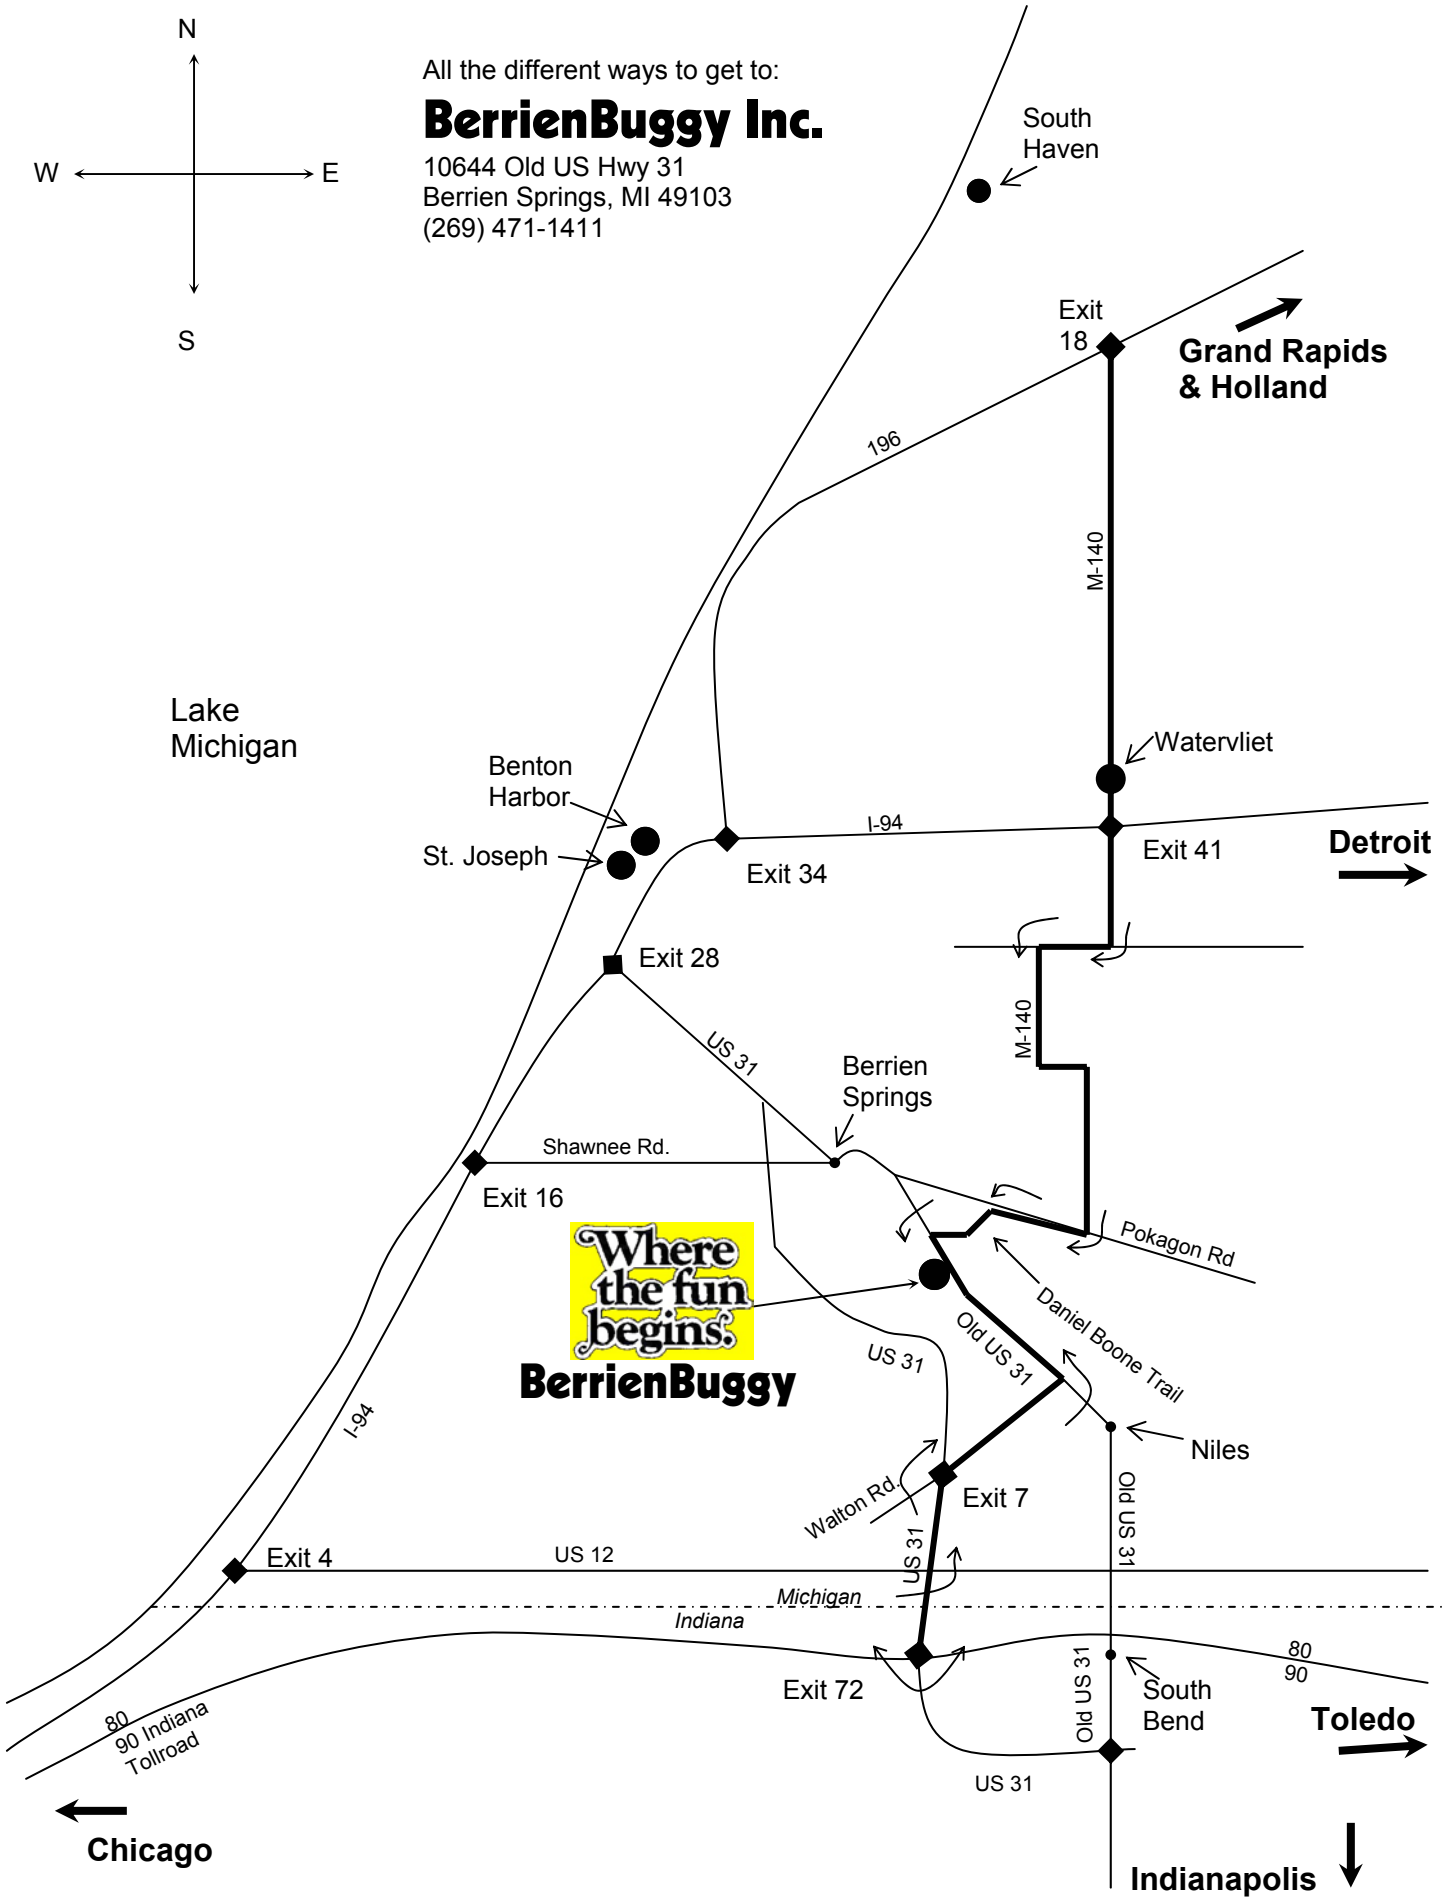 N
W
E
S
All the different ways to get to:
BerrienBuggy Inc.
10644 Old US Hwy 31
Berrien Springs, MI 49103
(269) 471-1411
South
Haven
Exit
18
Grand Rapids
& Holland
196
M-140
Lake
Michigan
Watervliet
Benton
Harbor
St. Joseph
I-94
Exit 34
Exit 41
Detroit
Exit 28
US 31
M-140
Berrien
Springs
Shawnee Rd.
Exit 16
Pokagon Rd
Where
the fun
begins.
BerrienBuggy
Daniel Boone Trail
Old US 31
US 31
I-94
Niles
Walton Rd.
Exit 7
Old US 31
US 31
Exit 4
US 12
Michigan
Indiana
80
90
Exit 72
Old US 31
South
Bend
80
90 Indiana
Tollroad
Toledo
US 31
Chicago
Indianapolis